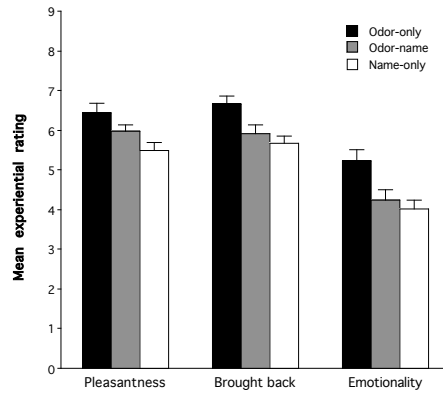 9
8
7
6
5
4
3
2
1
0
Mean experiential rating
Odor-only
Odor-name
Name-only
Pleasantness Brought back Emotionality